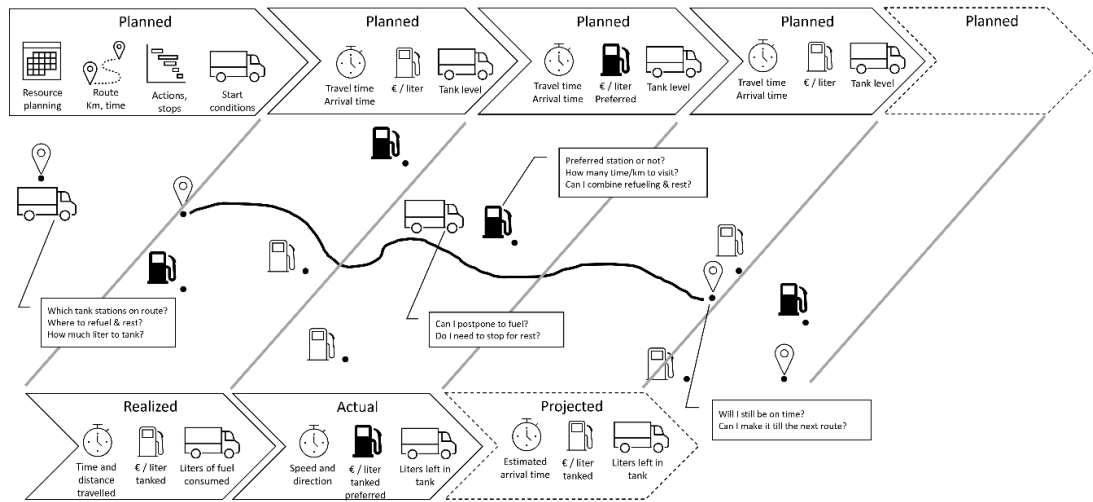 Planned
Resource
planning
Route
Km, time
Actions,
stops
Start
conditions
Planned
Travel time
Arrival time
€ / liter
Tank level
Planned
Travel time
Arrival time
€ / liter
Preferred
Tank level
Planned
Travel time
Arrival time
€ / liter
Tank level
Planned
Preferred station or not?
How many time/km to visit?
Can I combine refueling & rest?
Which tank stations on route?
Where to refuel & rest?
How much liter to tank?
Can I postpone to fuel?
Do I need to stop for rest?
Will I still be on time?
Can I make it till the next route?
Realized
Time and
distance
travelled
€ / liter
tanked
Liters of fuel
consumed
Actual
Speed and
direction
€ / liter
tanked
preferred
Liters left in
tank
Projected
Estimated
arrival time
€ / liter
tanked
Liters left in
tank